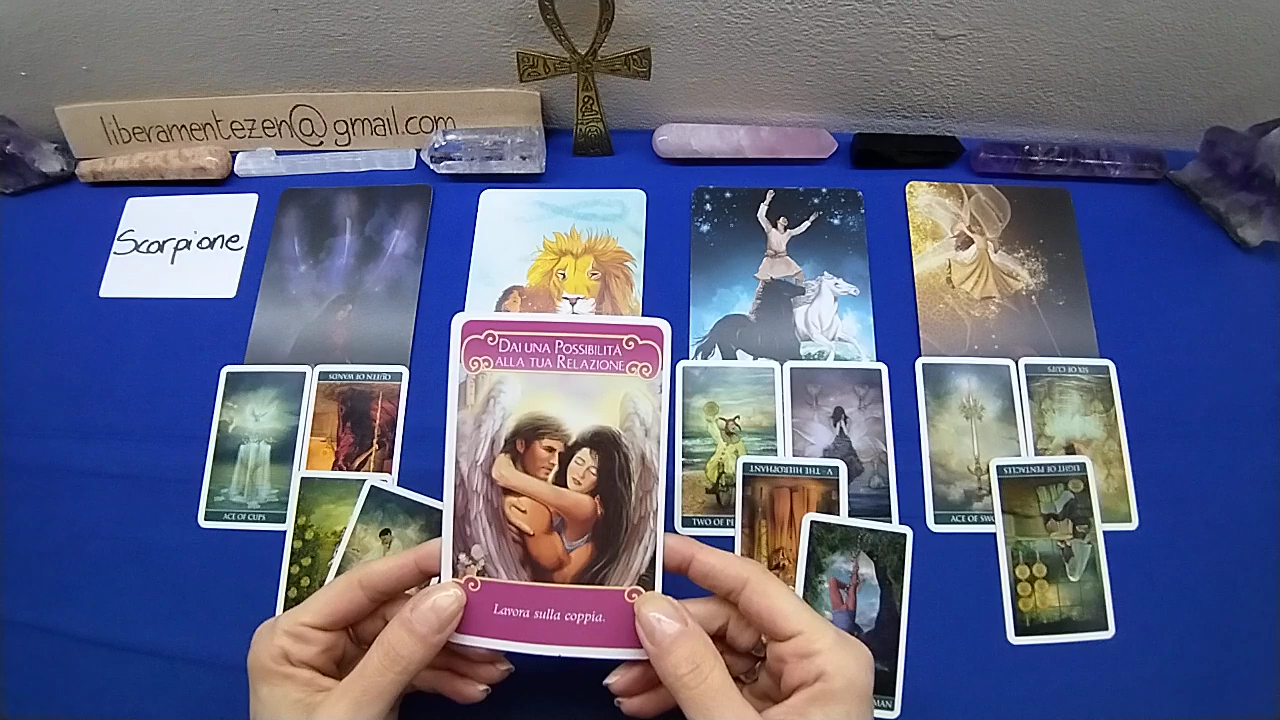 liberamentezen@gmail.com
Scorpione
DAI UNA POSSIBILITÀ
ALLA TUA RELAZIONE
Lavora sulla coppia.
QUEEN OF WANDS
ACE OF CUPS
TWO OF PE
V - THE HIEROPHANT
MAN
ACE OF SWO
SIX OF CUPS
EIGHT OF PENTACLES